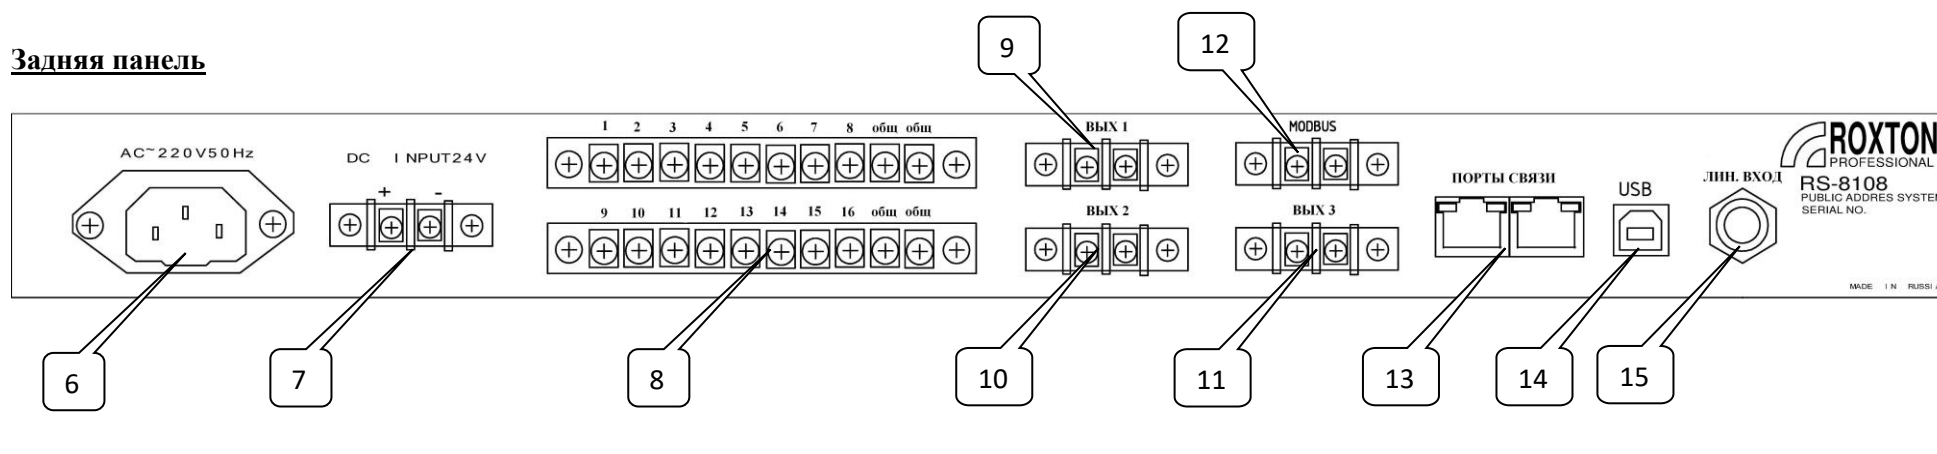 9
12
Задняя панель
1 2 3 4 5 6 7 8 общ общ
ВЫХ 1
MODBUS
ROXTON
PROFESSIONAL
AC~220V50Hz
DC INPUT24V
ПОРТЫ СВЯЗИ
USB
ЛИН. ВХОД
RS-8108
PUBLIC ADDRES SYSTEM
SERIAL NO.
+ -
9 10 11 12 13 14 15 16 общ общ
ВЫХ 2
ВЫХ 3
MADE IN RUSSIA
6
7
8
10
11
13
14
15